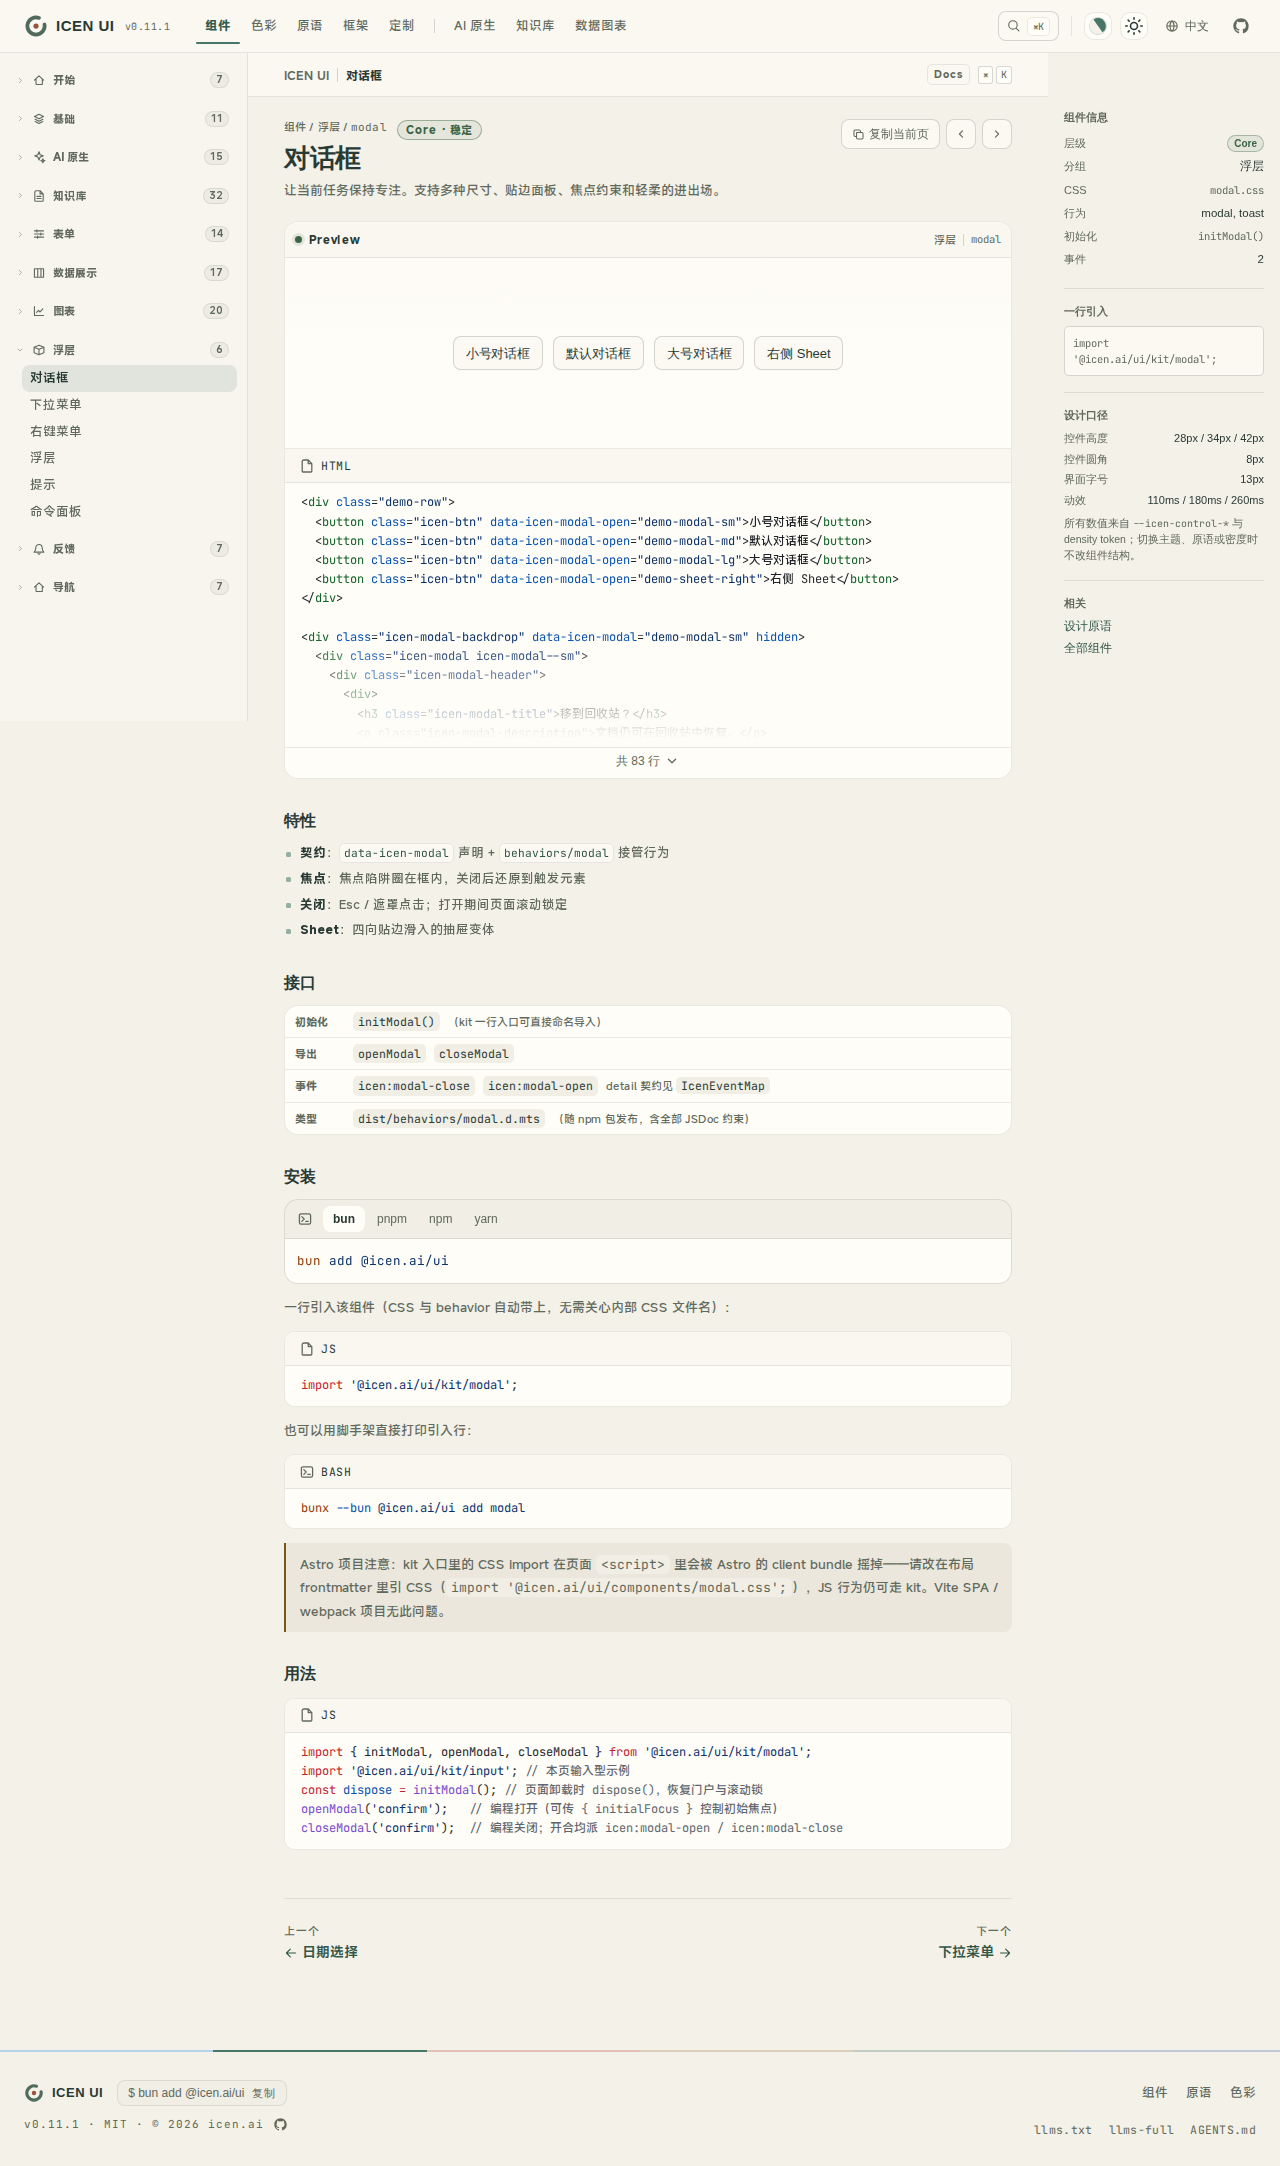 ICEN UI v0.11.1 组件 色彩 原语 框架 定制 AI 原生 知识库 数据图表 ⌘K 中文
开始 7
基础 11
AI 原生 15
知识库 32
表单 14
数据展示 17
图表 20
浮层 6
对话框
下拉菜单
右键菜单
浮层
提示
命令面板
反馈 7
导航 7
ICEN UI 对话框 Docs ⌘ K
组件 / 浮层 / modal Core · 稳定
复制当前页
对话框
让当前任务保持专注。支持多种尺寸、贴边面板、焦点约束和轻柔的进出场。
Preview 浮层 modal
小号对话框 默认对话框 大号对话框 右侧 Sheet
HTML
<div class="demo-row">
  <button class="icen-btn" data-icen-modal-open="demo-modal-sm">小号对话框</button>
  <button class="icen-btn" data-icen-modal-open="demo-modal-md">默认对话框</button>
  <button class="icen-btn" data-icen-modal-open="demo-modal-lg">大号对话框</button>
  <button class="icen-btn" data-icen-modal-open="demo-sheet-right">右侧 Sheet</button>
</div>
<div class="icen-modal-backdrop" data-icen-modal="demo-modal-sm" hidden>
  <div class="icen-modal icen-modal--sm">
    <div class="icen-modal-header">
      <div>
        <h3 class="icen-modal-title">移到回收站？</h3>
        <p class="icen-modal-description">文档仍可在回收站中恢复。</p>
共 83 行
特性
契约：data-icen-modal 声明 + behaviors/modal 接管行为
焦点：焦点陷阱圈在框内，关闭后还原到触发元素
关闭：Esc / 遮罩点击；打开期间页面滚动锁定
Sheet：四向贴边滑入的抽屉变体
接口
初始化 initModal() （kit 一行入口可直接命名导入）
导出 openModal closeModal
事件 icen:modal-close icen:modal-open detail 契约见 IcenEventMap
类型 dist/behaviors/modal.d.mts （随 npm 包发布，含全部 JSDoc 约束）
安装
bun pnpm npm yarn
bun add @icen.ai/ui
一行引入该组件（CSS 与 behavior 自动带上，无需关心内部 CSS 文件名）：
JS
import '@icen.ai/ui/kit/modal';
也可以用脚手架直接打印引入行：
BASH
bunx --bun @icen.ai/ui add modal
Astro 项目注意：kit 入口里的 CSS import 在页面 <script> 里会被 Astro 的 client bundle 摇掉——请改在布局
frontmatter 里引 CSS（ import '@icen.ai/ui/components/modal.css'; ），JS 行为仍可走 kit。Vite SPA /
webpack 项目无此问题。
用法
JS
import { initModal, openModal, closeModal } from '@icen.ai/ui/kit/modal';
import '@icen.ai/ui/kit/input'; // 本页输入型示例
const dispose = initModal(); // 页面卸载时 dispose()，恢复门户与滚动锁
openModal('confirm');   // 编程打开（可传 { initialFocus } 控制初始焦点）
closeModal('confirm');  // 编程关闭；开合均派 icen:modal-open / icen:modal-close
上一个
← 日期选择
下一个
下拉菜单 →
组件信息
层级 Core
分组 浮层
CSS modal.css
行为 modal, toast
初始化 initModal()
事件 2
一行引入
import
'@icen.ai/ui/kit/modal';
设计口径
控件高度 28px / 34px / 42px
控件圆角 8px
界面字号 13px
动效 110ms / 180ms / 260ms
所有数值来自 --icen-control-* 与
density token；切换主题、原语或密度时
不改组件结构。
相关
设计原语
全部组件
ICEN UI $ bun add @icen.ai/ui 复制
v0.11.1 · MIT · © 2026 icen.ai
组件 原语 色彩
llms.txt llms-full AGENTS.md